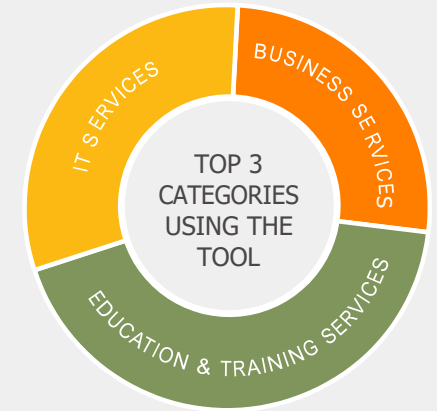 IT SERVICES
BUSINESS SERVICES
TOP 3
CATEGORIES
USING THE
TOOL
EDUCATION & TRAINING SERVICES